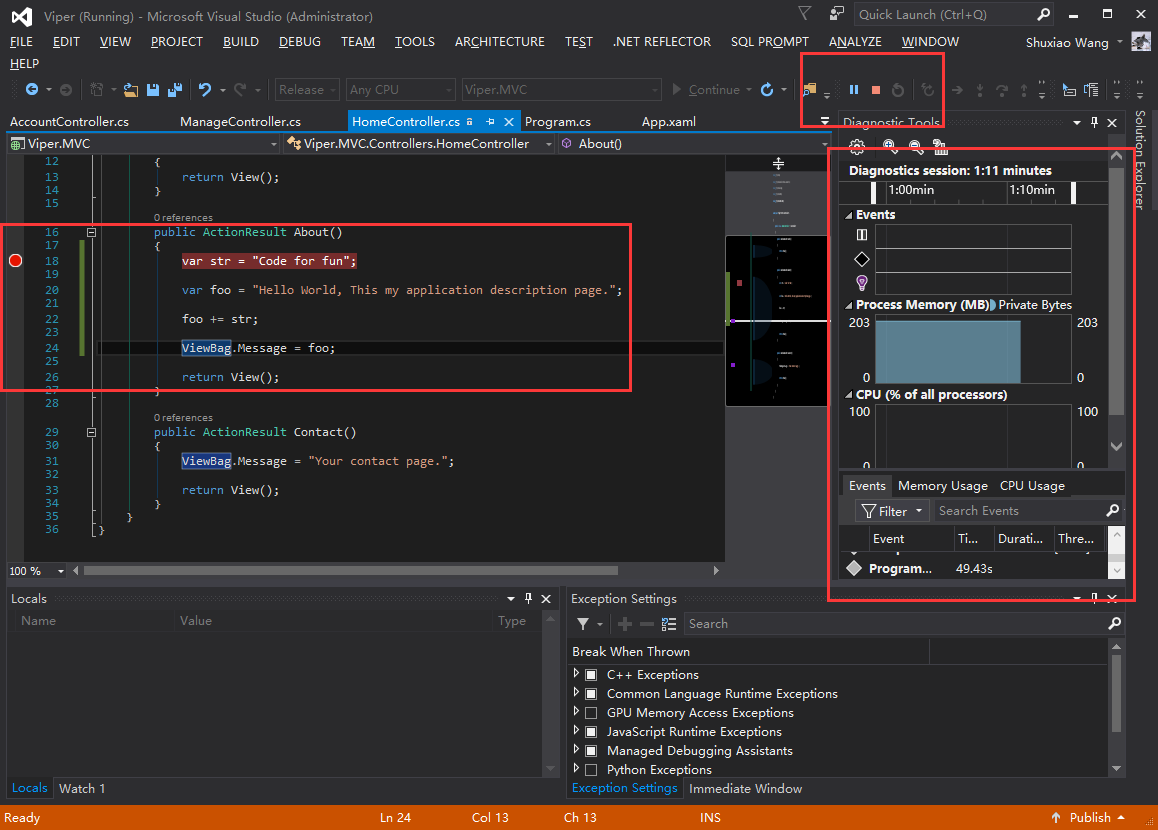 Viper (Running) - Microsoft Visual Studio (Administrator)
Quick Launch (Ctrl+Q)
FILE EDIT VIEW PROJECT BUILD DEBUG TEAM TOOLS ARCHITECTURE TEST .NET REFLECTOR SQL PROMPT ANALYZE WINDOW
Shuxiao Wang
HELP
Release Any CPU Viper.MVC Continue
AccountController.cs ManageController.cs HomeController.cs Program.cs App.xaml
Viper.MVC Viper.MVC.Controllers.HomeController About()
12 {
13 return View();
14 }
15
0 references
16 public ActionResult About()
17 {
18 var str = "Code for fun";
19
20 var foo = "Hello World, This my application description page.";
21
22 foo += str;
23
24 ViewBag.Message = foo;
25
26 return View();
27 }
28
0 references
29 public ActionResult Contact()
30 {
31 ViewBag.Message = "Your contact page.";
32
33 return View();
34 }
35 }
36 }
100 %
Diagnostic Tools
Diagnostics session: 1:11 minutes
1:00min 1:10min
Events
Process Memory (MB) Private Bytes
203 203
0 0
CPU (% of all processors)
100 100
0 0
Events Memory Usage CPU Usage
Filter Search Events
Event Ti... Durati... Thre...
Program... 49.43s
Solution Explorer
Locals
Name Value Type
Locals Watch 1
Exception Settings
Search
Break When Thrown
C++ Exceptions
Common Language Runtime Exceptions
GPU Memory Access Exceptions
JavaScript Runtime Exceptions
Managed Debugging Assistants
Python Exceptions
Exception Settings Immediate Window
Ready Ln 24 Col 13 Ch 13 INS Publish